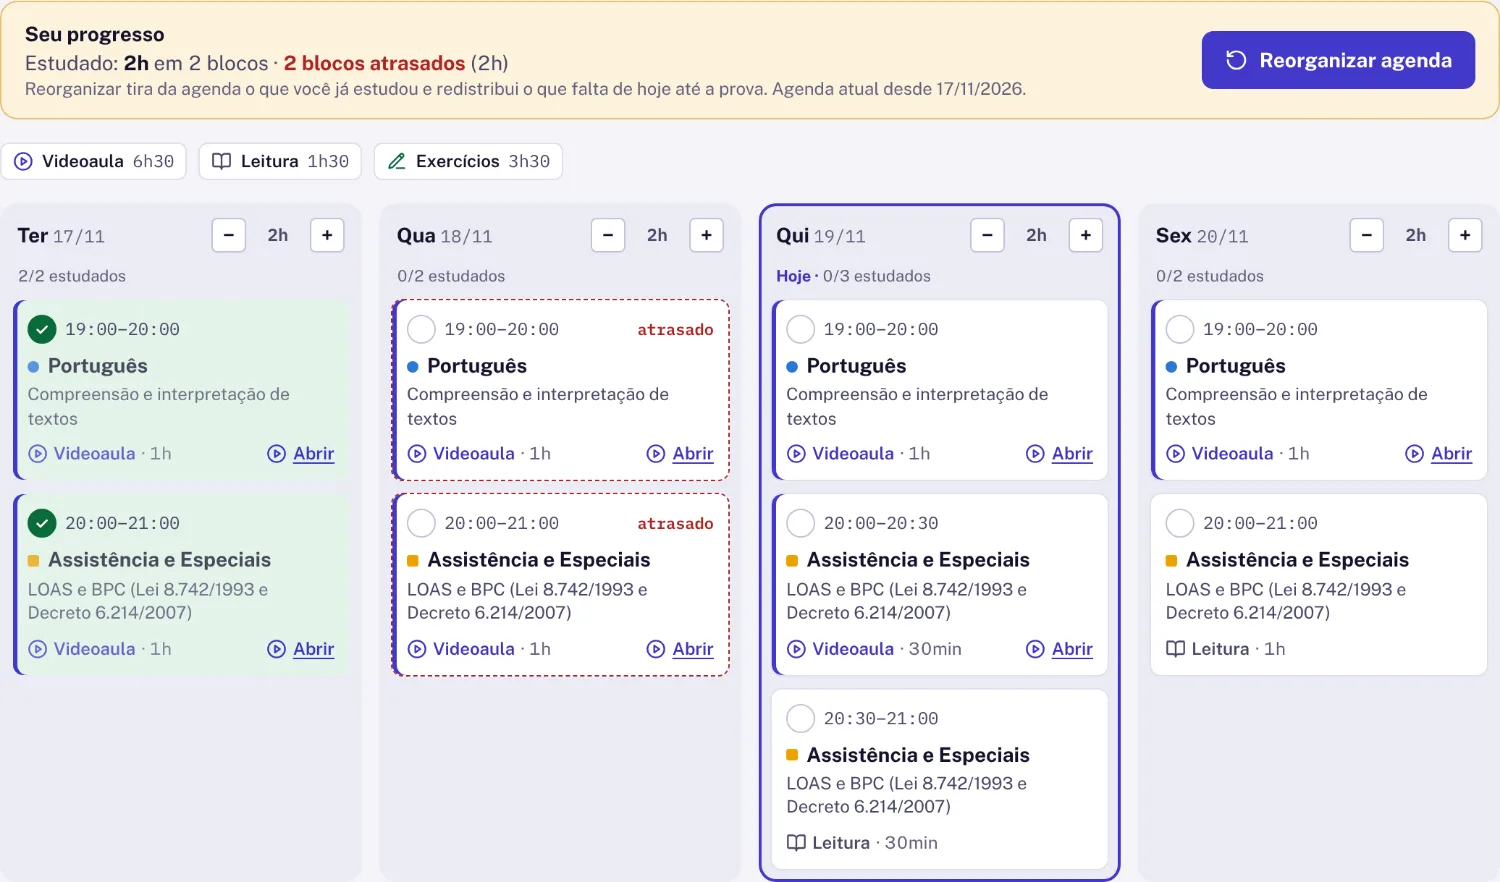 Seu progresso
Estudado: 2h em 2 blocos · 2 blocos atrasados (2h)
Reorganizar tira da agenda o que você já estudou e redistribui o que falta de hoje até a prova. Agenda atual desde 17/11/2026.
Reorganizar agenda
Videoaula 6h30
Leitura 1h30
Exercícios 3h30
Ter 17/11
− 2h +
2/2 estudados
19:00–20:00
Português
Compreensão e interpretação de
textos
Videoaula · 1h
Abrir
20:00–21:00
Assistência e Especiais
LOAS e BPC (Lei 8.742/1993 e
Decreto 6.214/2007)
Videoaula · 1h
Abrir
Qua 18/11
− 2h +
0/2 estudados
19:00–20:00
atrasado
Português
Compreensão e interpretação de
textos
Videoaula · 1h
Abrir
20:00–21:00
atrasado
Assistência e Especiais
LOAS e BPC (Lei 8.742/1993 e
Decreto 6.214/2007)
Videoaula · 1h
Abrir
Qui 19/11
− 2h +
Hoje · 0/3 estudados
19:00–20:00
Português
Compreensão e interpretação de
textos
Videoaula · 1h
Abrir
20:00–20:30
Assistência e Especiais
LOAS e BPC (Lei 8.742/1993 e
Decreto 6.214/2007)
Videoaula · 30min
Abrir
20:30–21:00
Assistência e Especiais
LOAS e BPC (Lei 8.742/1993 e
Decreto 6.214/2007)
Leitura · 30min
Sex 20/11
− 2h +
0/2 estudados
19:00–20:00
Português
Compreensão e interpretação de
textos
Videoaula · 1h
Abrir
20:00–21:00
Assistência e Especiais
LOAS e BPC (Lei 8.742/1993 e
Decreto 6.214/2007)
Leitura · 1h